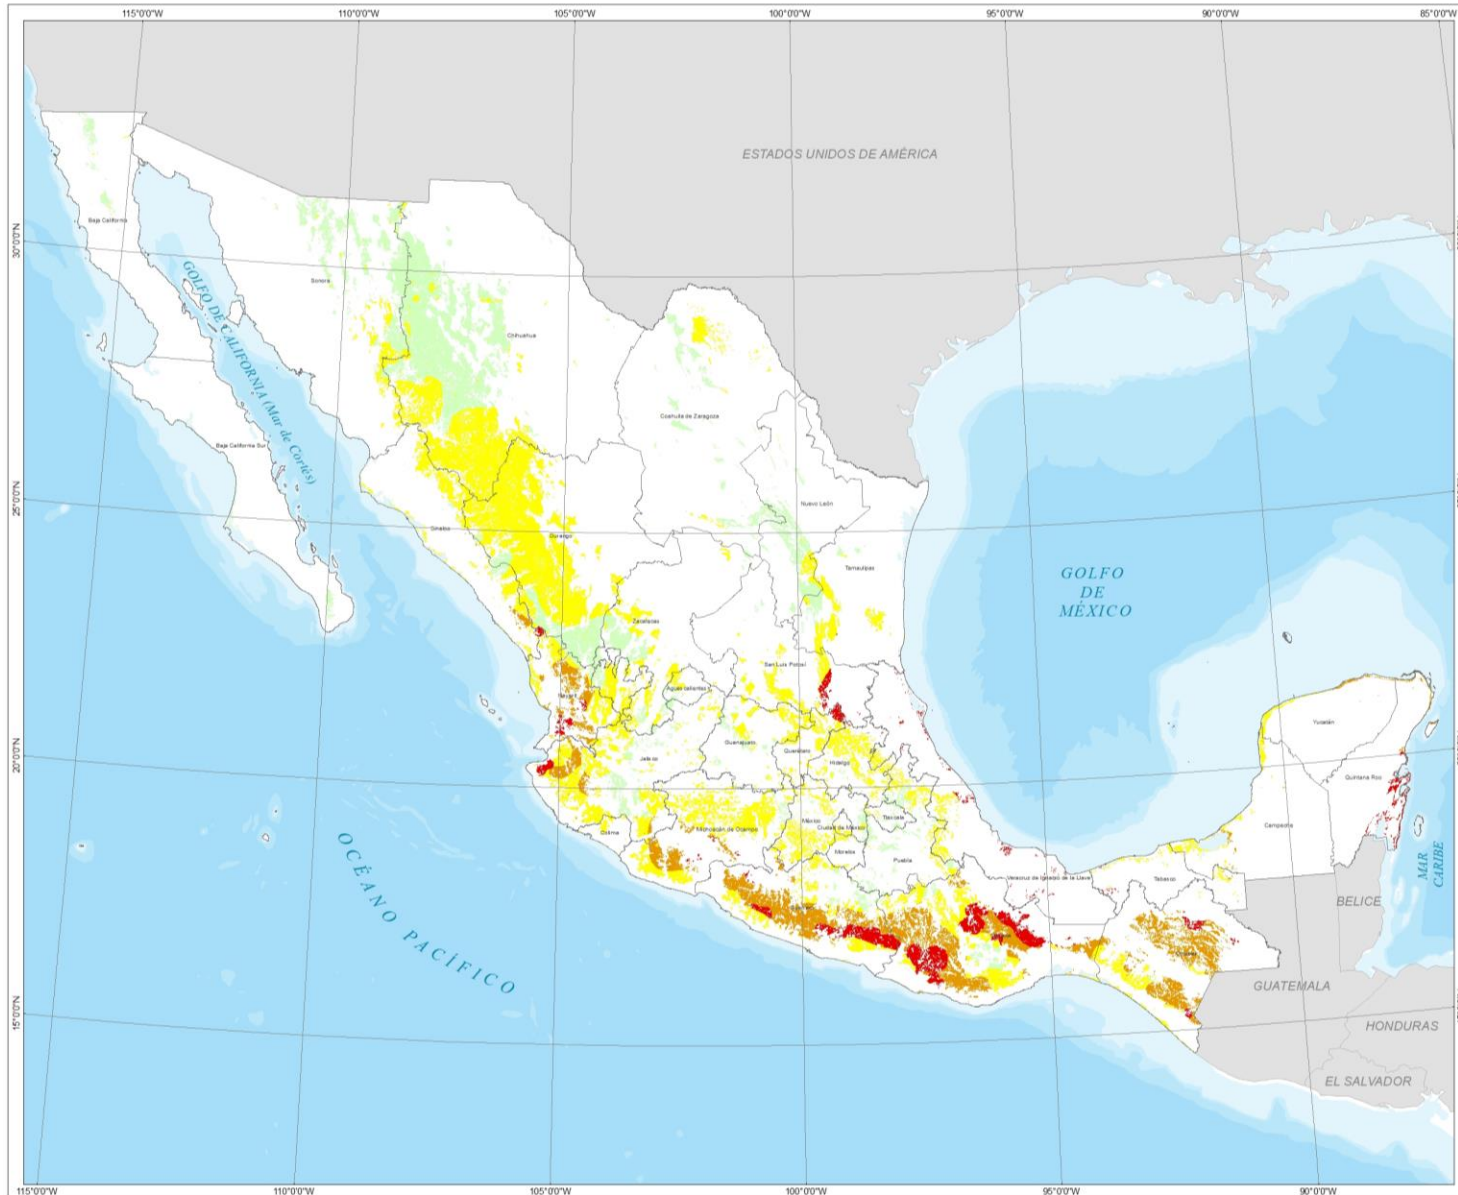 115°0'0"W
110°0'0"W
105°0'0"W
100°0'0"W
95°0'0"W
90°0'0"W
85°0'0"W
ESTADOS UNIDOS DE AMÉRICA
Baja California
30°0'0"N
Sonora
GOLFO DE CALIFORNIA (Mar de Cortés)
Chihuahua
Coahuila de Zaragoza
Baja California Sur
25°0'0"N
Nuevo León
Sinaloa
Durango
Tamaulipas
GOLFO
DE
MÉXICO
Zacatecas
San Luis Potosí
Aguascalientes
Nayarit
Yucatán
20°0'0"N
Guanajuato
Querétaro
Hidalgo
Jalisco
Quintana Roo
México
Tlaxcala
Ciudad de México
Michoacán de Ocampo
Colima
Campeche
Morelos
Puebla
MAR
CARIBE
Veracruz de Ignacio de la Llave
Tabasco
BELICE
OCÉANO PACÍFICO
Chiapas
GUATEMALA
15°0'0"N
HONDURAS
EL SALVADOR
115°0'0"W
110°0'0"W
105°0'0"W
100°0'0"W
95°0'0"W
90°0'0"W